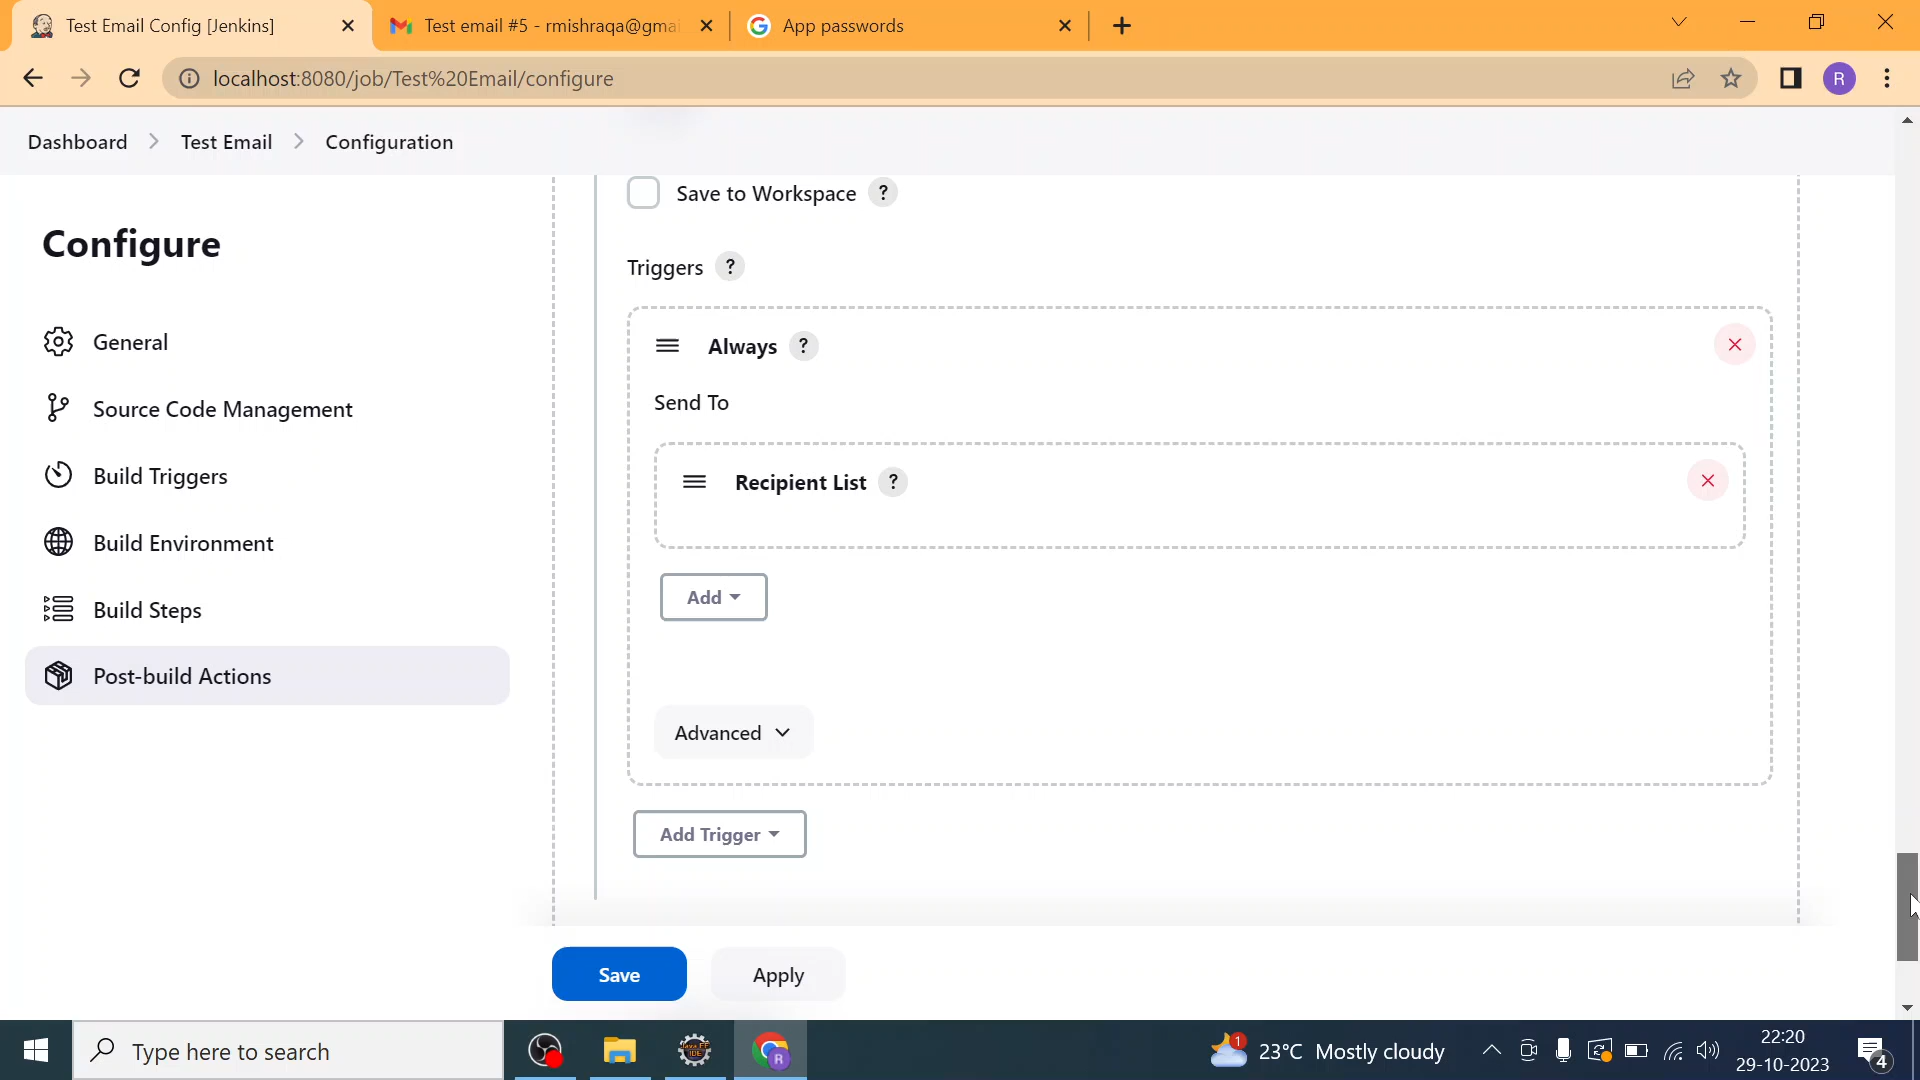 Test Email Config [Jenkins]
Test email #5 - rmishraqa@gmai
App passwords
localhost:8080/job/Test%20Email/configure
R
Dashboard
Test Email
Configuration
Configure
General
Source Code Management
Build Triggers
Build Environment
Build Steps
Post-build Actions
Save to Workspace ?
Triggers ?
Always ?
Send To
Recipient List ?
Add
Advanced
Add Trigger
Save
Apply
Type here to search
R
1
23°C Mostly cloudy
22:20
29-10-2023
4